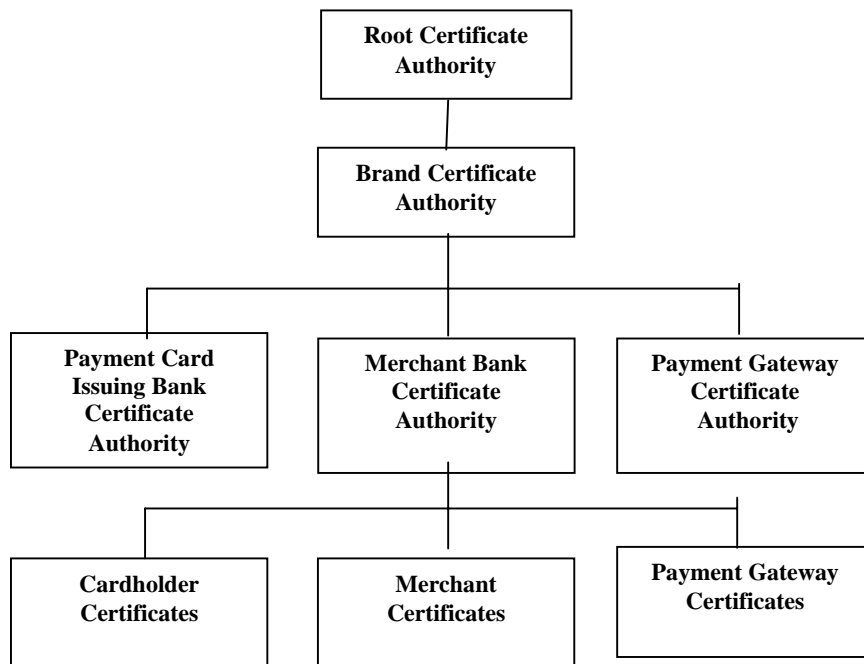 Root Certificate
Authority
Brand Certificate
Authority
Payment Card
Issuing Bank
Certificate
Authority
Merchant Bank
Certificate
Authority
Payment Gateway
Certificate
Authority
Cardholder
Certificates
Merchant
Certificates
Payment Gateway
Certificates